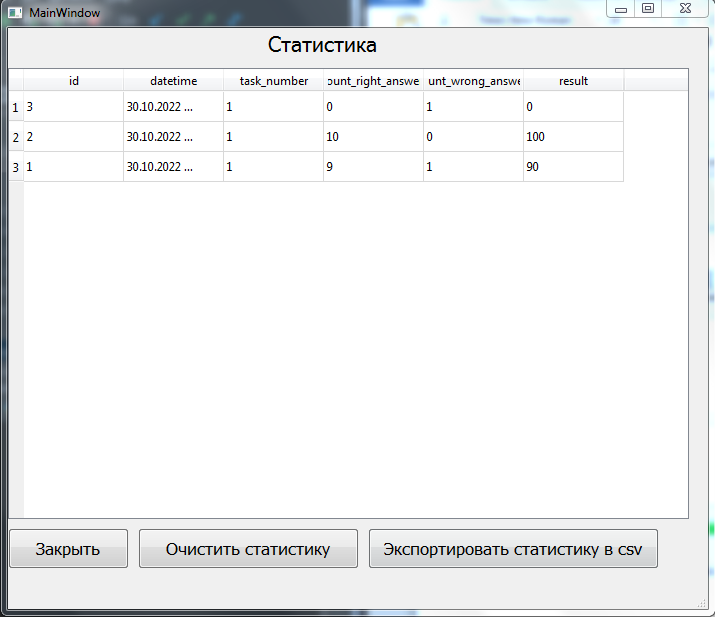 MainWindow
Статистика
id datetime task_number ount_right_answe unt_wrong_answe result
1 3 30.10.2022 ... 1 0 1 0
2 2 30.10.2022 ... 1 10 0 100
3 1 30.10.2022 ... 1 9 1 90
Закрыть Очистить статистику Экспортировать статистику в csv